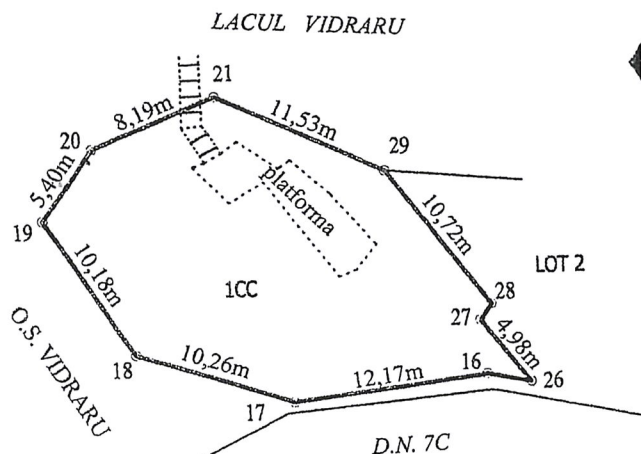 LACUL VIDRARU
21
8,19m
11,53m
20
29
5,40m
platforma
10,72m
19
10,18m
LOT 2
1CC
28
27
4,98m
O.S. VIDRARU
18
10,26m
12,17m
16
26
17
D.N. 7C